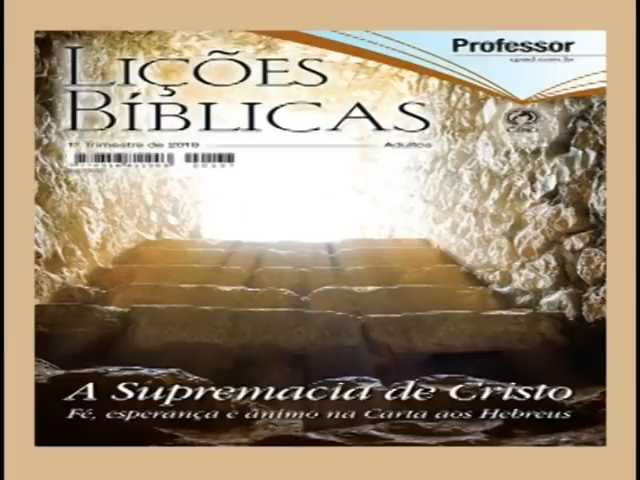 Professor
cpad.com.br
LIÇÕES
BÍBLICAS
CPAD
1º Trimestre de 2018
Adultos
A Supremacia de Cristo
Fé, esperança e ânimo na Carta aos Hebreus